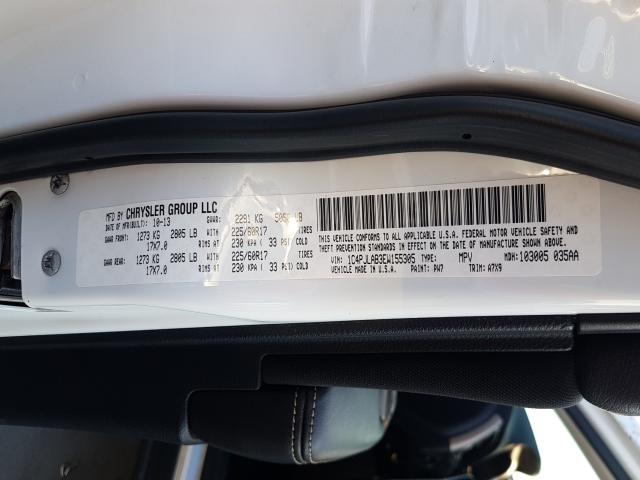 MFD BY CHRYSLER GROUP LLC
DATE OF MFR(BUILT): 10-13 GVWR: 2291 KG LB
GAWR FRONT: 1273 KG 2805 LB 225/60R17 TIRES
17X7.0 RIMS AT 230 KPA ( 33 PSI COLD
GAWR REAR: 1273 KG 2805 LB WITH 225/60R17 TIRES
17X7.0 RIMS AT 230 KPA ( 33 PSI) COLD
THIS VEHICLE CONFORMS TO ALL APPLICABLE U.S.A. FEDERAL MOTOR VEHICLE SAFETY AND
THEFT PREVENTION STANDARDS IN EFFECT ON THE DATE OF MANUFACTURE SHOWN ABOVE.
VIN: 1C4PJLAB3EW155305 TYPE: MPV MDH: 103005 035AA
VEHICLE MADE IN U.S.A. PAINT: PW7 TRIM: A7X9